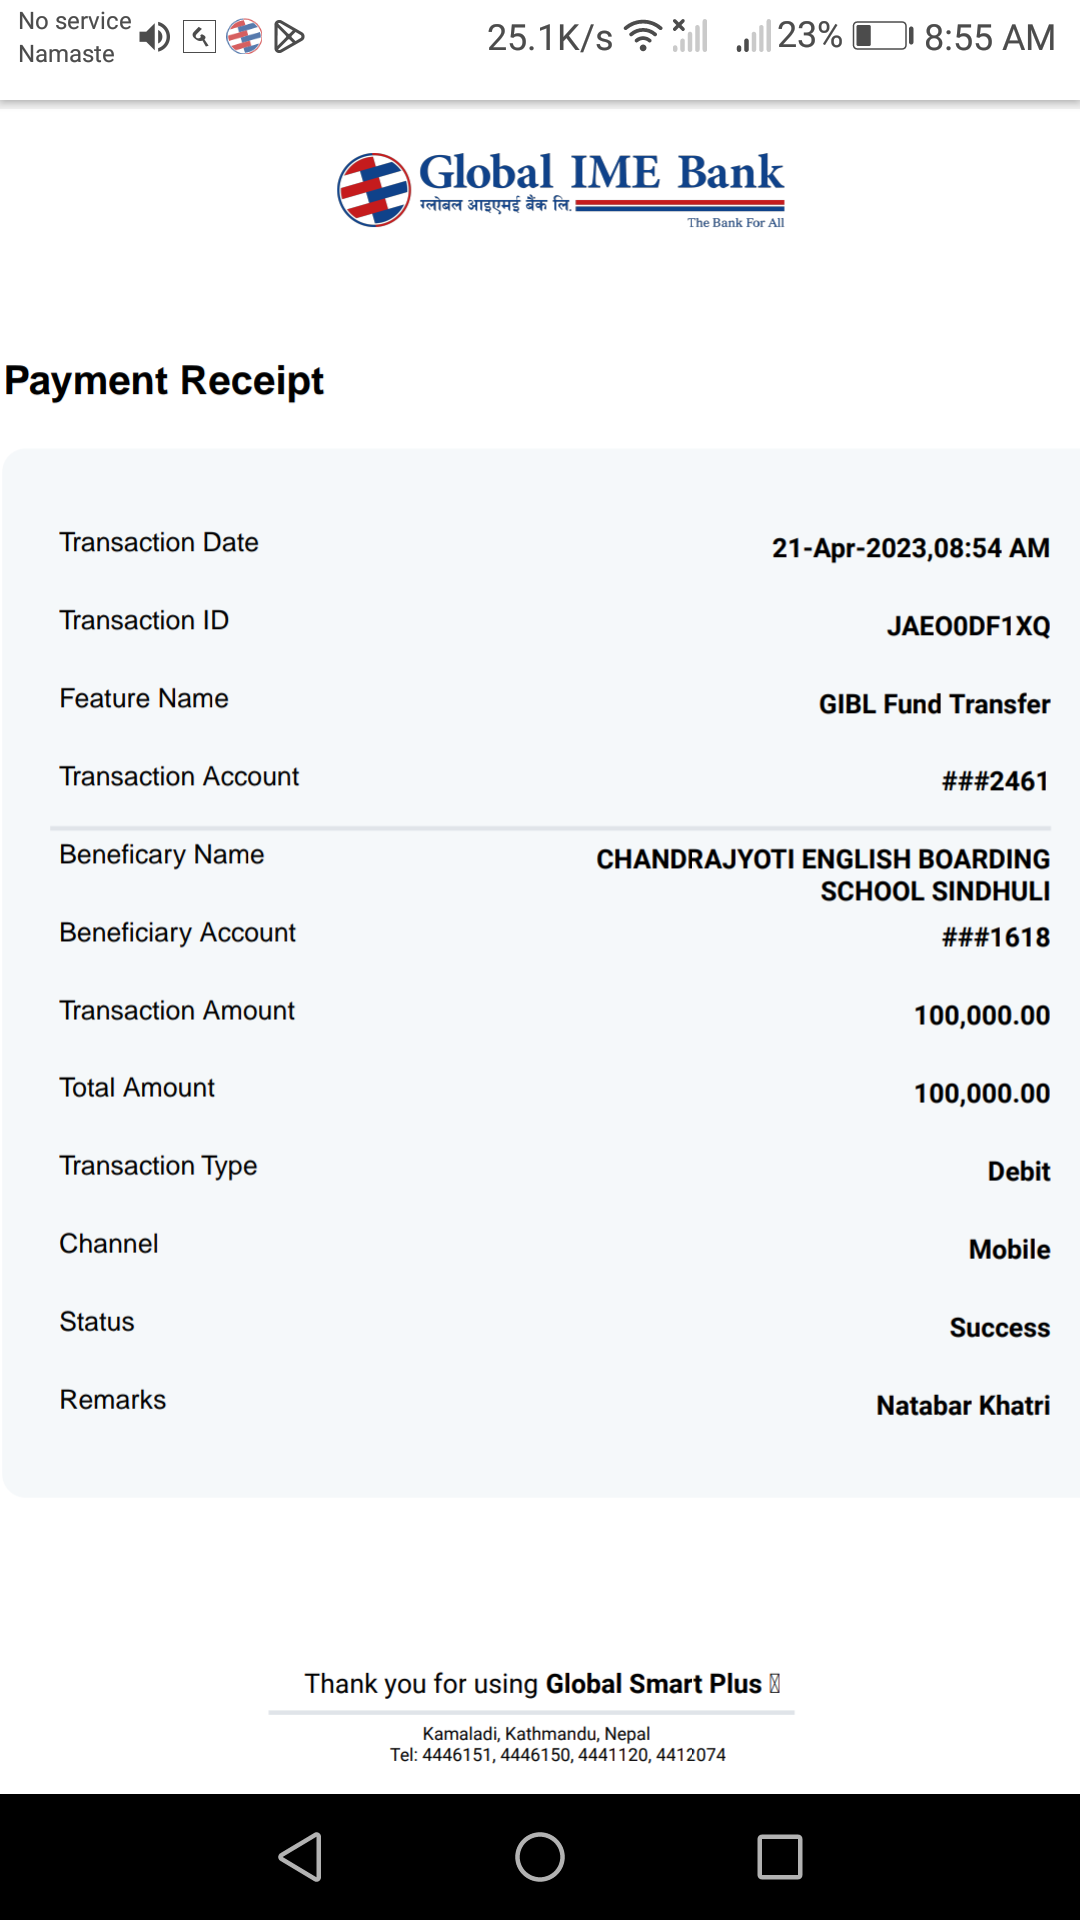 No service
Namaste
25.1K/s
23%
8:55 AM
Global IME Bank
ग्लोबल आइएमई बैंक लि.
The Bank For All
Payment Receipt
Transaction Date 21-Apr-2023,08:54 AM
Transaction ID JAEO0DF1XQ
Feature Name GIBL Fund Transfer
Transaction Account ###2461
Beneficary Name CHANDRAJYOTI ENGLISH BOARDING
SCHOOL SINDHULI
Beneficiary Account ###1618
Transaction Amount 100,000.00
Total Amount 100,000.00
Transaction Type Debit
Channel Mobile
Status Success
Remarks Natabar Khatri
Thank you for using Global Smart Plus
Kamaladi, Kathmandu, Nepal
Tel: 4446151, 4446150, 4441120, 4412074